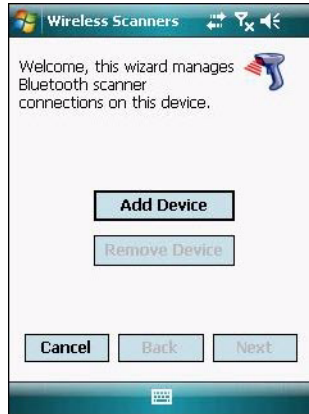 Wireless Scanners
Welcome, this wizard manages
Bluetooth scanner
connections on this device.
Add Device
Remove Device
Cancel Back Next